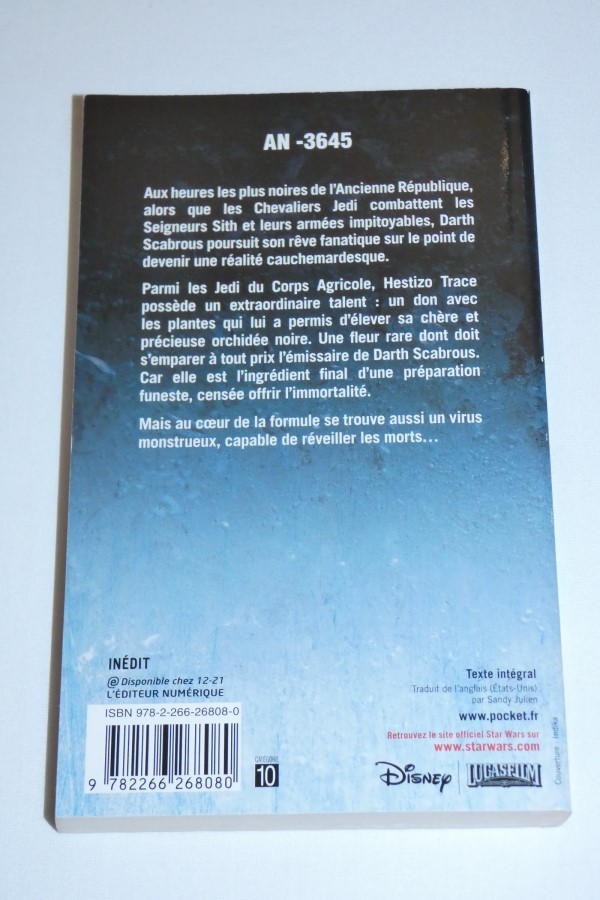 AN -3645
Aux heures les plus noires de l'Ancienne République,
alors que les Chevaliers Jedi combattent les
Seigneurs Sith et leurs armées impitoyables, Darth
Scabrous poursuit son rêve fanatique sur le point de
devenir une réalité cauchemardesque.
Parmi les Jedi du Corps Agricole, Hestizo Trace
possède un extraordinaire talent : un don avec
les plantes qui lui a permis d'élever sa chère et
précieuse orchidée noire. Une fleur rare dont doit
s'emparer à tout prix l'émissaire de Darth Scabrous.
Car elle est l'ingrédient final d'une préparation
funeste, censée offrir l'immortalité.
Mais au cœur de la formule se trouve aussi un virus
monstrueux, capable de réveiller les morts…
INÉDIT
@ Disponible chez 12-21
L'ÉDITEUR NUMÉRIQUE
ISBN 978-2-266-26808-0
9 782266 268080
CATÉGORIE
10
Texte intégral
Traduit de l'anglais (États-Unis)
par Sandy Julien
www.pocket.fr
Retrouvez le site officiel Star Wars sur
www.starwars.com
Disney
LUCASFILM
Couverture : Indika